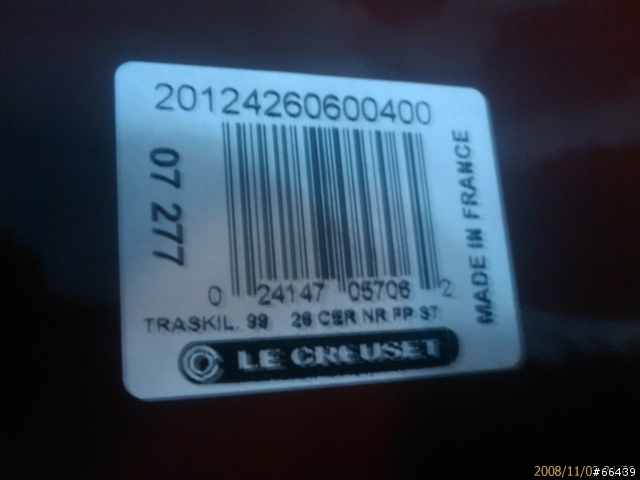 20124260600400
07 277
MADE IN FRANCE
0 24147 05706 2
TRASKIL. 99 26 CER NR FP ST
LE CREUSET
2008/11/0
#66439